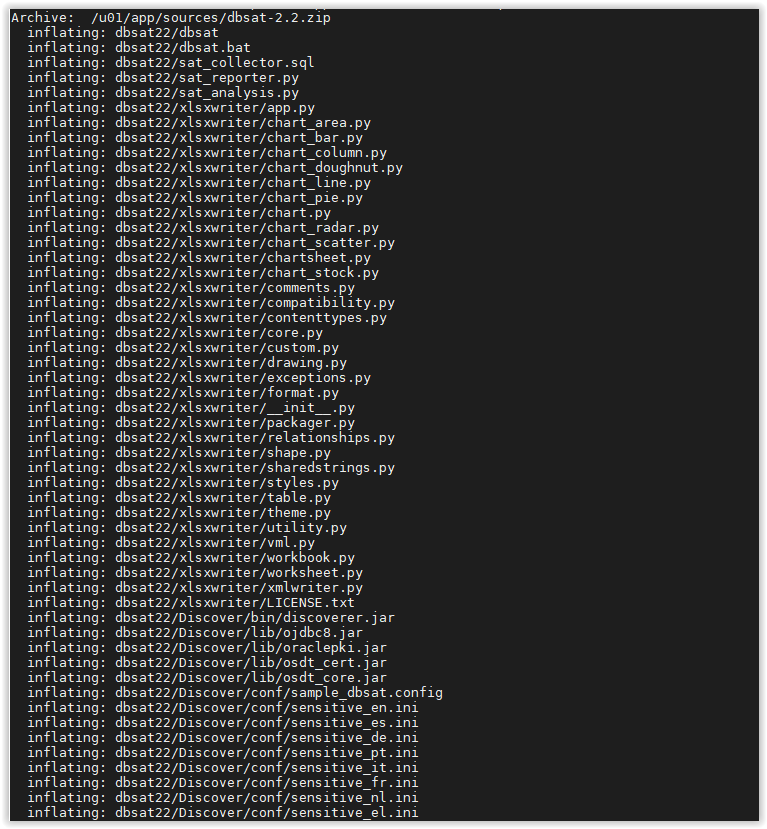 Archive:  /u01/app/sources/dbsat-2.2.zip
  inflating: dbsat22/dbsat
  inflating: dbsat22/dbsat.bat
  inflating: dbsat22/sat_collector.sql
  inflating: dbsat22/sat_reporter.py
  inflating: dbsat22/sat_analysis.py
  inflating: dbsat22/xlsxwriter/app.py
  inflating: dbsat22/xlsxwriter/chart_area.py
  inflating: dbsat22/xlsxwriter/chart_bar.py
  inflating: dbsat22/xlsxwriter/chart_column.py
  inflating: dbsat22/xlsxwriter/chart_doughnut.py
  inflating: dbsat22/xlsxwriter/chart_line.py
  inflating: dbsat22/xlsxwriter/chart_pie.py
  inflating: dbsat22/xlsxwriter/chart.py
  inflating: dbsat22/xlsxwriter/chart_radar.py
  inflating: dbsat22/xlsxwriter/chart_scatter.py
  inflating: dbsat22/xlsxwriter/chartsheet.py
  inflating: dbsat22/xlsxwriter/chart_stock.py
  inflating: dbsat22/xlsxwriter/comments.py
  inflating: dbsat22/xlsxwriter/compatibility.py
  inflating: dbsat22/xlsxwriter/contenttypes.py
  inflating: dbsat22/xlsxwriter/core.py
  inflating: dbsat22/xlsxwriter/custom.py
  inflating: dbsat22/xlsxwriter/drawing.py
  inflating: dbsat22/xlsxwriter/exceptions.py
  inflating: dbsat22/xlsxwriter/format.py
  inflating: dbsat22/xlsxwriter/__init__.py
  inflating: dbsat22/xlsxwriter/packager.py
  inflating: dbsat22/xlsxwriter/relationships.py
  inflating: dbsat22/xlsxwriter/shape.py
  inflating: dbsat22/xlsxwriter/sharedstrings.py
  inflating: dbsat22/xlsxwriter/styles.py
  inflating: dbsat22/xlsxwriter/table.py
  inflating: dbsat22/xlsxwriter/theme.py
  inflating: dbsat22/xlsxwriter/utility.py
  inflating: dbsat22/xlsxwriter/vml.py
  inflating: dbsat22/xlsxwriter/workbook.py
  inflating: dbsat22/xlsxwriter/worksheet.py
  inflating: dbsat22/xlsxwriter/xmlwriter.py
  inflating: dbsat22/xlsxwriter/LICENSE.txt
  inflating: dbsat22/Discover/bin/discoverer.jar
  inflating: dbsat22/Discover/lib/ojdbc8.jar
  inflating: dbsat22/Discover/lib/oraclepki.jar
  inflating: dbsat22/Discover/lib/osdt_cert.jar
  inflating: dbsat22/Discover/lib/osdt_core.jar
  inflating: dbsat22/Discover/conf/sample_dbsat.config
  inflating: dbsat22/Discover/conf/sensitive_en.ini
  inflating: dbsat22/Discover/conf/sensitive_es.ini
  inflating: dbsat22/Discover/conf/sensitive_de.ini
  inflating: dbsat22/Discover/conf/sensitive_pt.ini
  inflating: dbsat22/Discover/conf/sensitive_it.ini
  inflating: dbsat22/Discover/conf/sensitive_fr.ini
  inflating: dbsat22/Discover/conf/sensitive_nl.ini
  inflating: dbsat22/Discover/conf/sensitive_el.ini